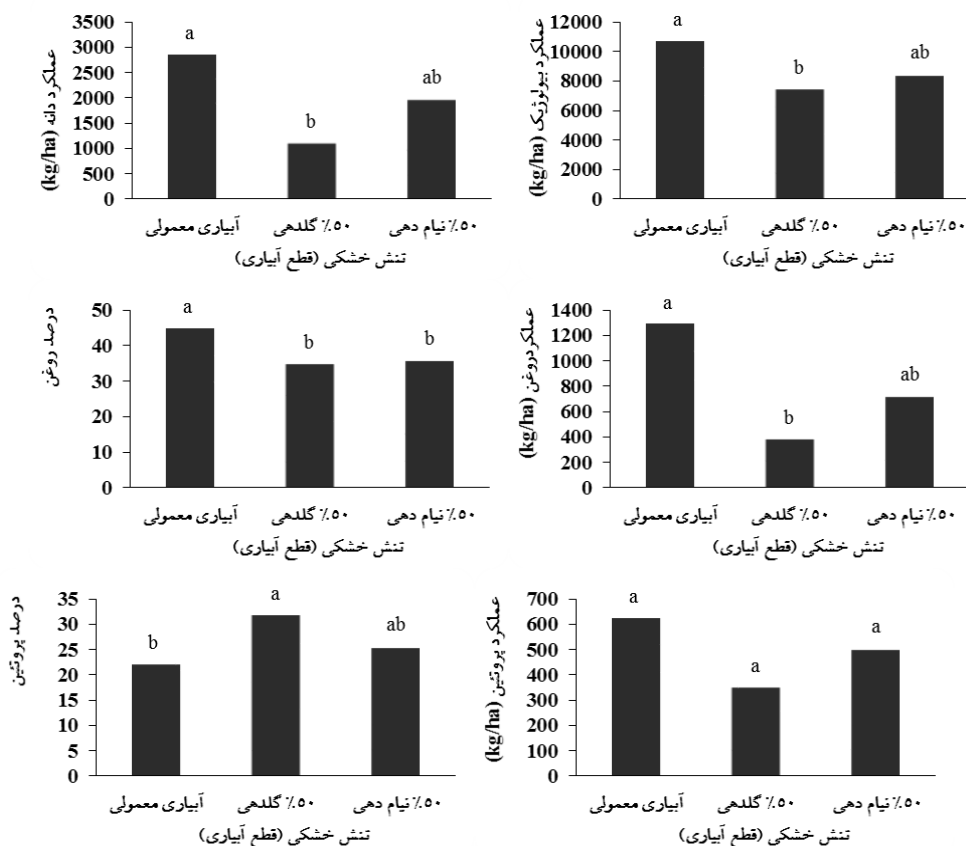 عملکرد دانه (kg/ha)
3500
3000
2500
2000
1500
1000
500
0
a
b
ab
آبیاری معمولی
۵۰٪ گلدهی
۵۰٪ نیام دهی
تنش خشکی (قطع آبیاری)
عملکرد بیولوژیک (kg/ha)
12000
10000
8000
6000
4000
2000
0
a
b
ab
آبیاری معمولی
۵۰٪ گلدهی
۵۰٪ نیام دهی
تنش خشکی (قطع آبیاری)
درصد روغن
50
40
30
20
10
0
a
b
b
آبیاری معمولی
۵۰٪ گلدهی
۵۰٪ نیام دهی
تنش خشکی (قطع آبیاری)
عملکردروغن (kg/ha)
1400
1200
1000
800
600
400
200
0
a
b
ab
آبیاری معمولی
۵۰٪ گلدهی
۵۰٪ نیام دهی
تنش خشکی (قطع آبیاری)
درصد پروتئین
35
30
25
20
15
10
5
0
b
a
ab
آبیاری معمولی
۵۰٪ گلدهی
۵۰٪ نیام دهی
تنش خشکی (قطع آبیاری)
عملکرد پروتئین (kg/ha)
700
600
500
400
300
200
100
0
a
a
a
آبیاری معمولی
۵۰٪ گلدهی
۵۰٪ نیام دهی
تنش خشکی (قطع آبیاری)